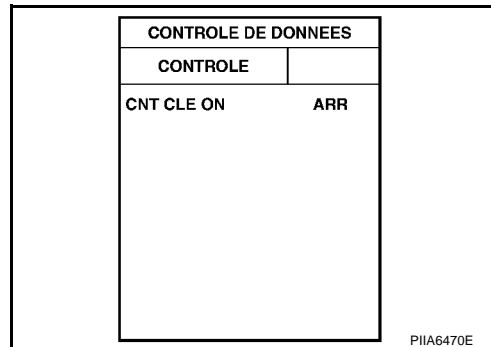 CONTROLE DE DONNEES
CONTROLE
CNT CLE ON ARR
PIIA6470E